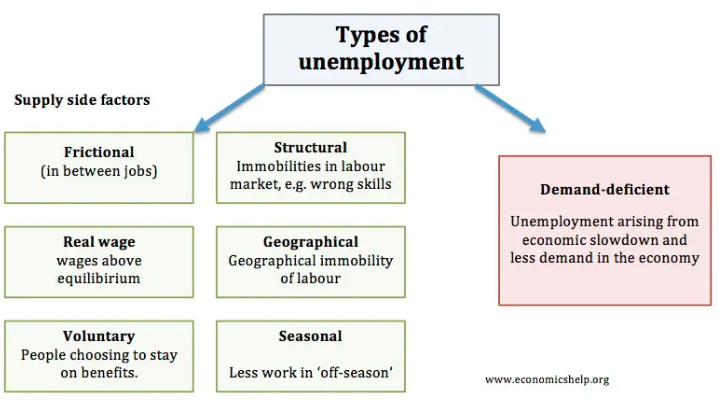 Types of
unemployment
Supply side factors
Frictional
(in between jobs)
Structural
Immobilities in labour
market, e.g. wrong skills
Demand-deficient
Unemployment arising from
economic slowdown and
less demand in the economy
Real wage
wages above
equilibirium
Geographical
Geographical immobility
of labour
Voluntary
People choosing to stay
on benefits.
Seasonal
Less work in ‘off-season’
www.economicshelp.org